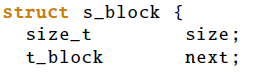 struct s_block {
size_t size;
t_block next;